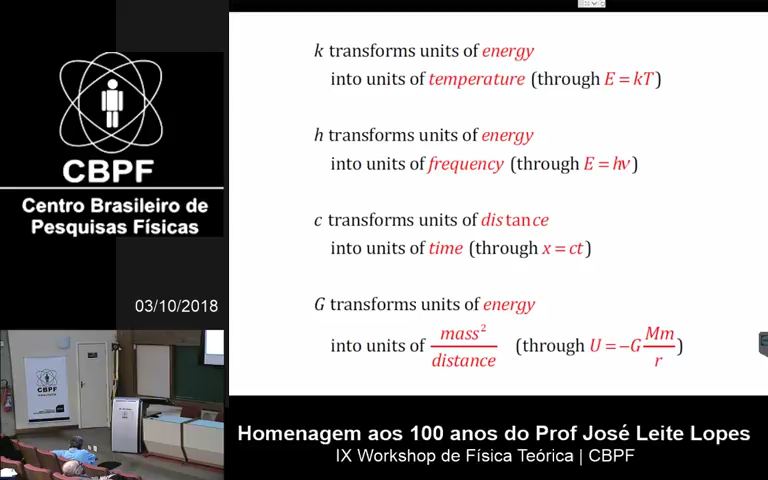 CBPF
Centro Brasileiro de
Pesquisas Físicas
03/10/2018
CBPF
k transforms units of energy
into units of temperature (through E = kT)
h transforms units of energy
into units of frequency (through E = hν)
c transforms units of distance
into units of time (through x = ct)
G transforms units of energy
into units of mass²/distance (through U = −G Mm/r)
Homenagem aos 100 anos do Prof José Leite Lopes
IX Workshop de Física Teórica | CBPF